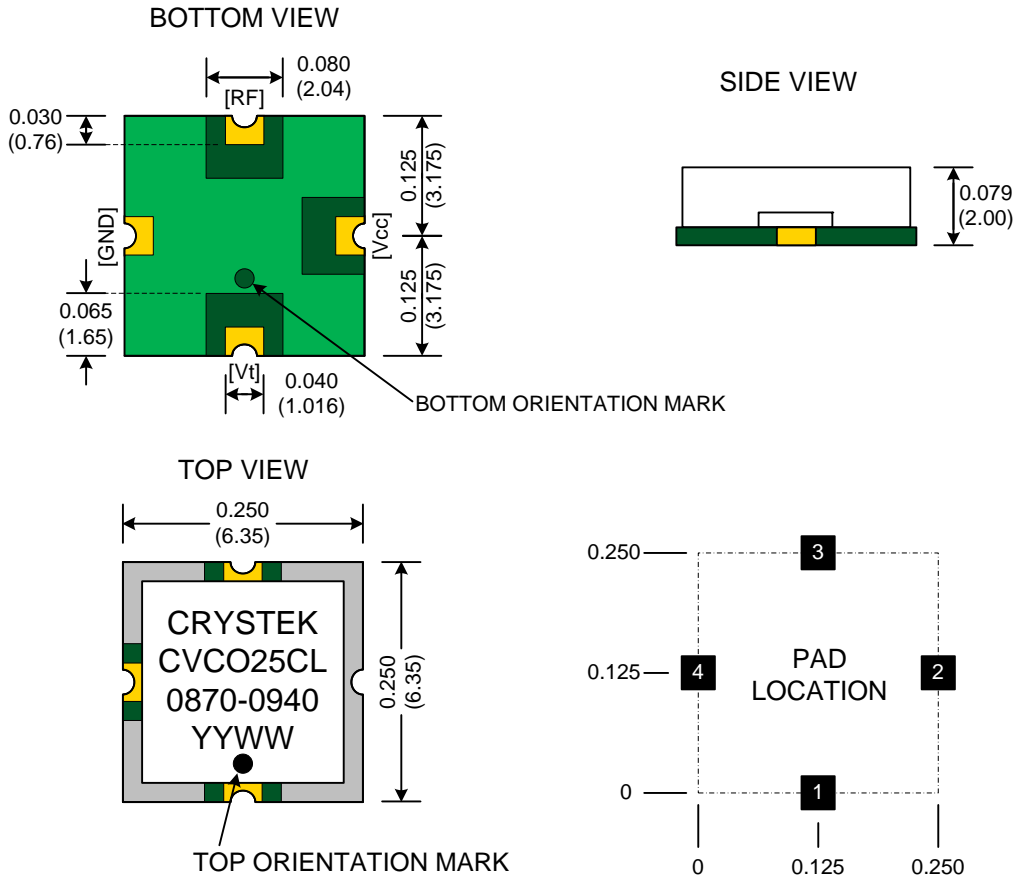 BOTTOM VIEW
0.080
(2.04)
[RF]
0.030
(0.76)
0.125
(3.175)
[GND]
[Vcc]
0.125
(3.175)
0.065
(1.65)
[Vt]
0.040
(1.016)
BOTTOM ORIENTATION MARK
SIDE VIEW
0.079
(2.00)
TOP VIEW
0.250
(6.35)
CRYSTEK
CVCO25CL
0870-0940
YYWW
0.250
(6.35)
TOP ORIENTATION MARK
0.250
3
0.125
4
PAD
LOCATION
2
0
1
0
0.125
0.250